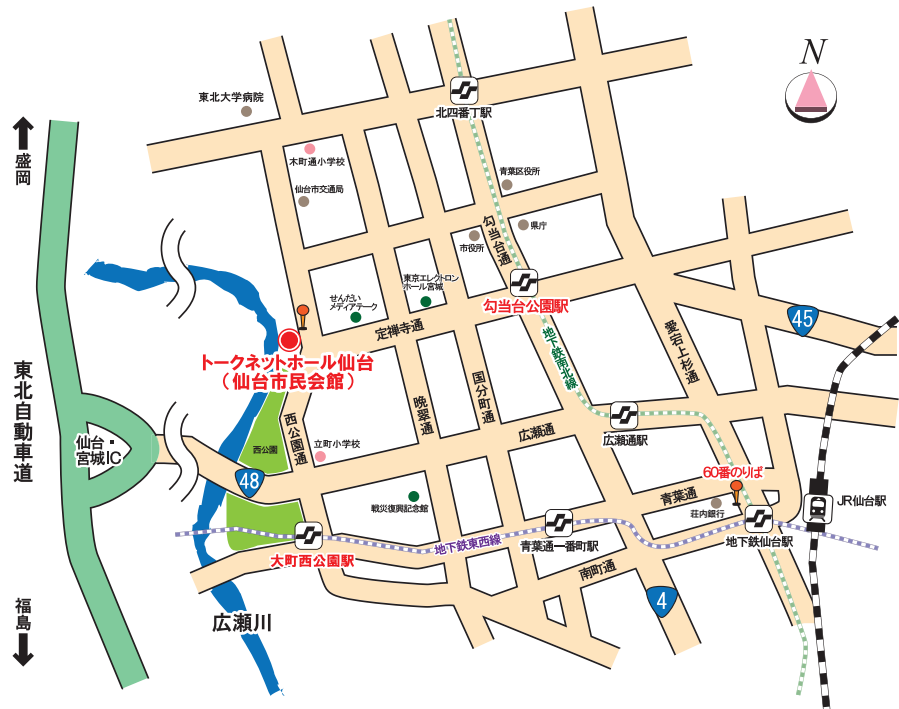 N
東北大学病院
北四番丁駅
盛岡
木町通小学校
青葉区役所
仙台市交通局
県庁
市役所
勾当台通
東京エレクトロン
ホール宮城
せんだい
メディアテーク
勾当台公園駅
定禅寺通
45
地下鉄南北線
愛宕上杉通
トークネットホール仙台
(仙台市民会館)
東北自動車道
国分町通
晩翠通
西公園通
広瀬通
広瀬通駅
仙台・
宮城IC
立町小学校
西公園
48
60番のりば
青葉通
JR仙台駅
荘内銀行
戦災復興記念館
地下鉄仙台駅
青葉通一番町駅
地下鉄東西線
大町西公園駅
南町通
4
福島
広瀬川